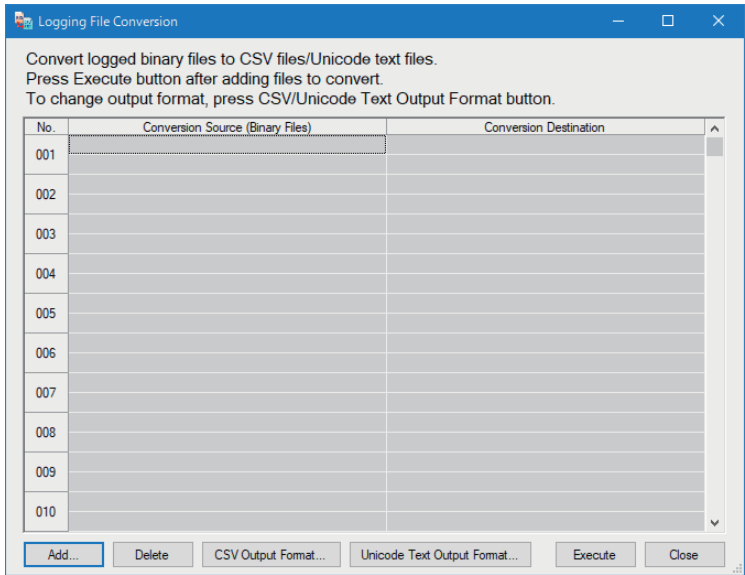 Logging File Conversion
Convert logged binary files to CSV files/Unicode text files.
Press Execute button after adding files to convert.
To change output format, press CSV/Unicode Text Output Format button.
No. Conversion Source (Binary Files) Conversion Destination
001
002
003
004
005
006
007
008
009
010
Add... Delete CSV Output Format... Unicode Text Output Format... Execute Close